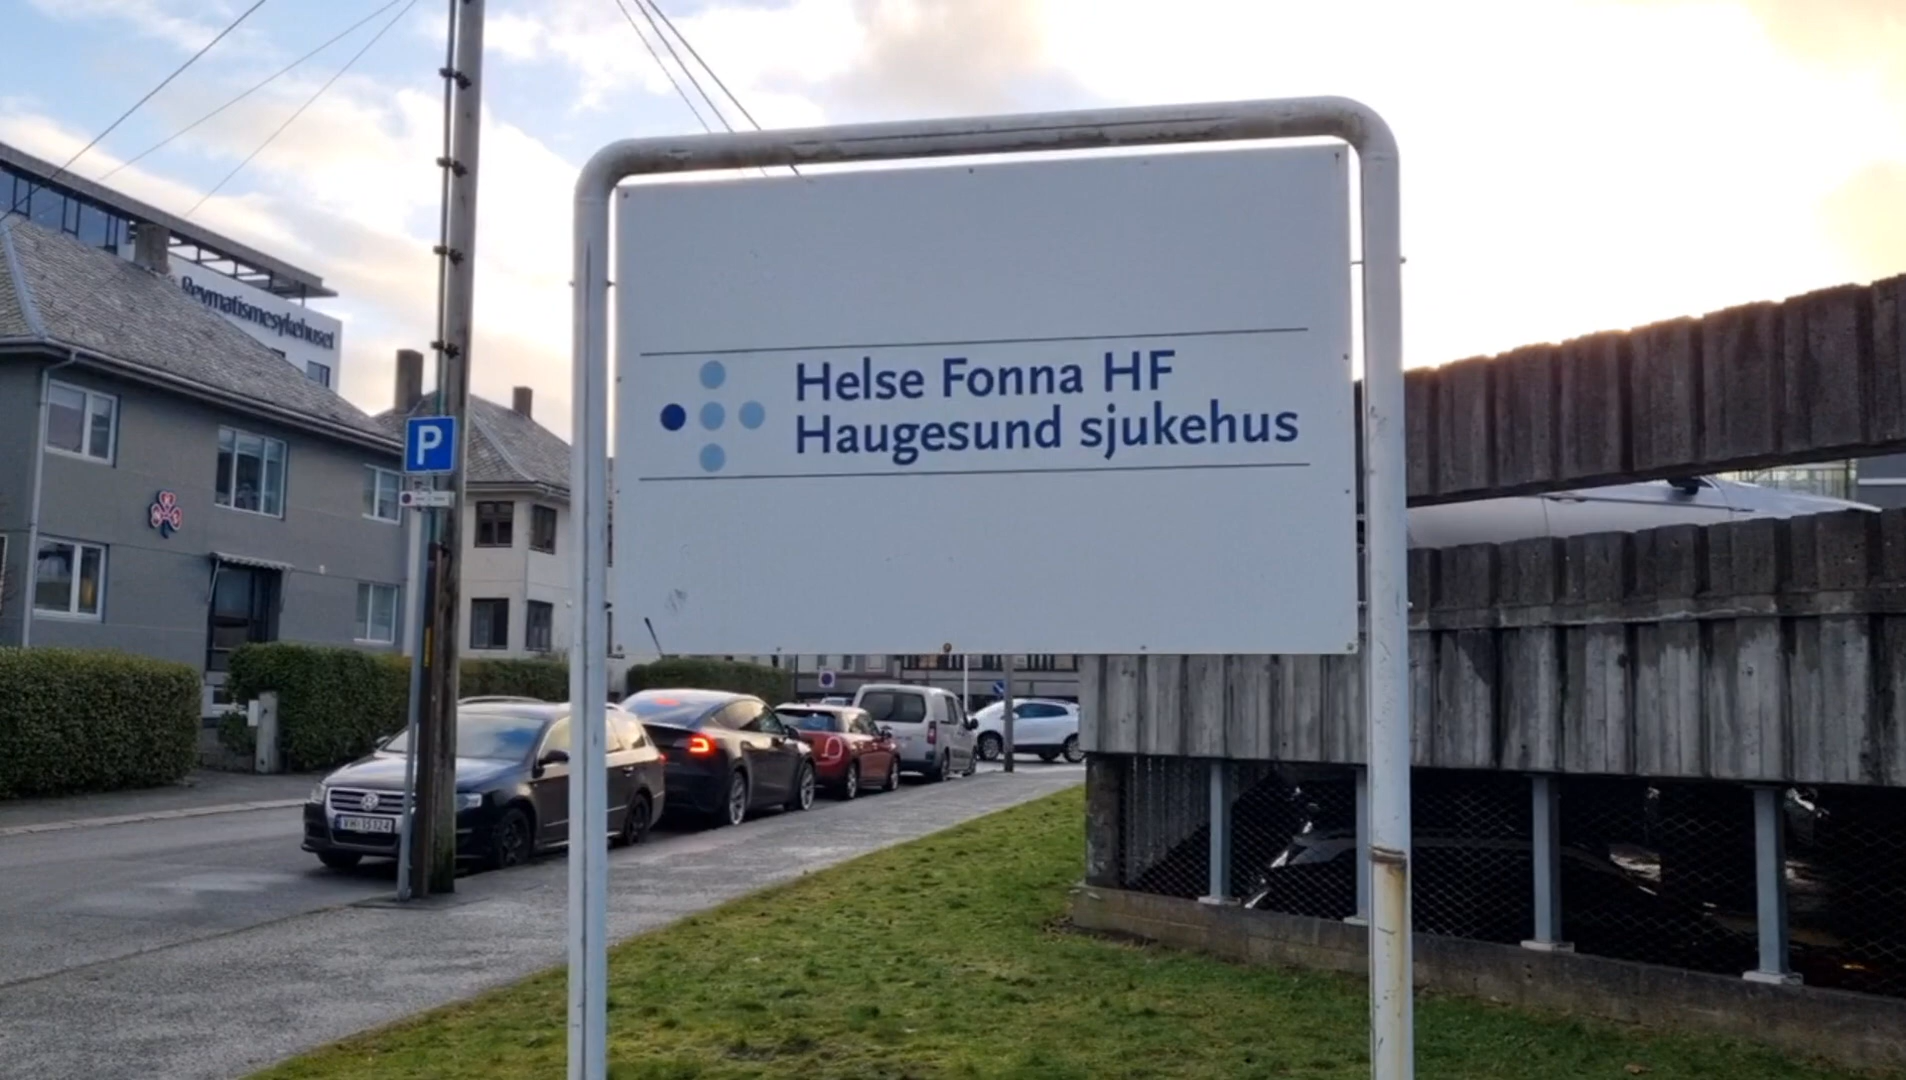 Revmatismesykehuset
P
Helse Fonna HF
Haugesund sjukehus
N K S